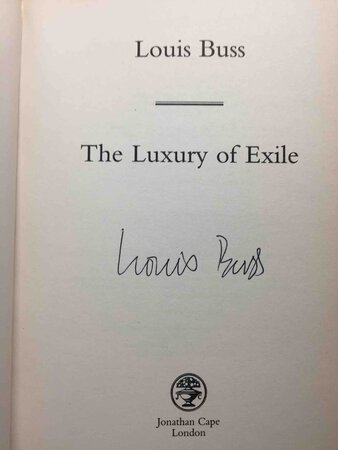 Louis Buss
The Luxury of Exile
Louis Buss
Jonathan Cape
London